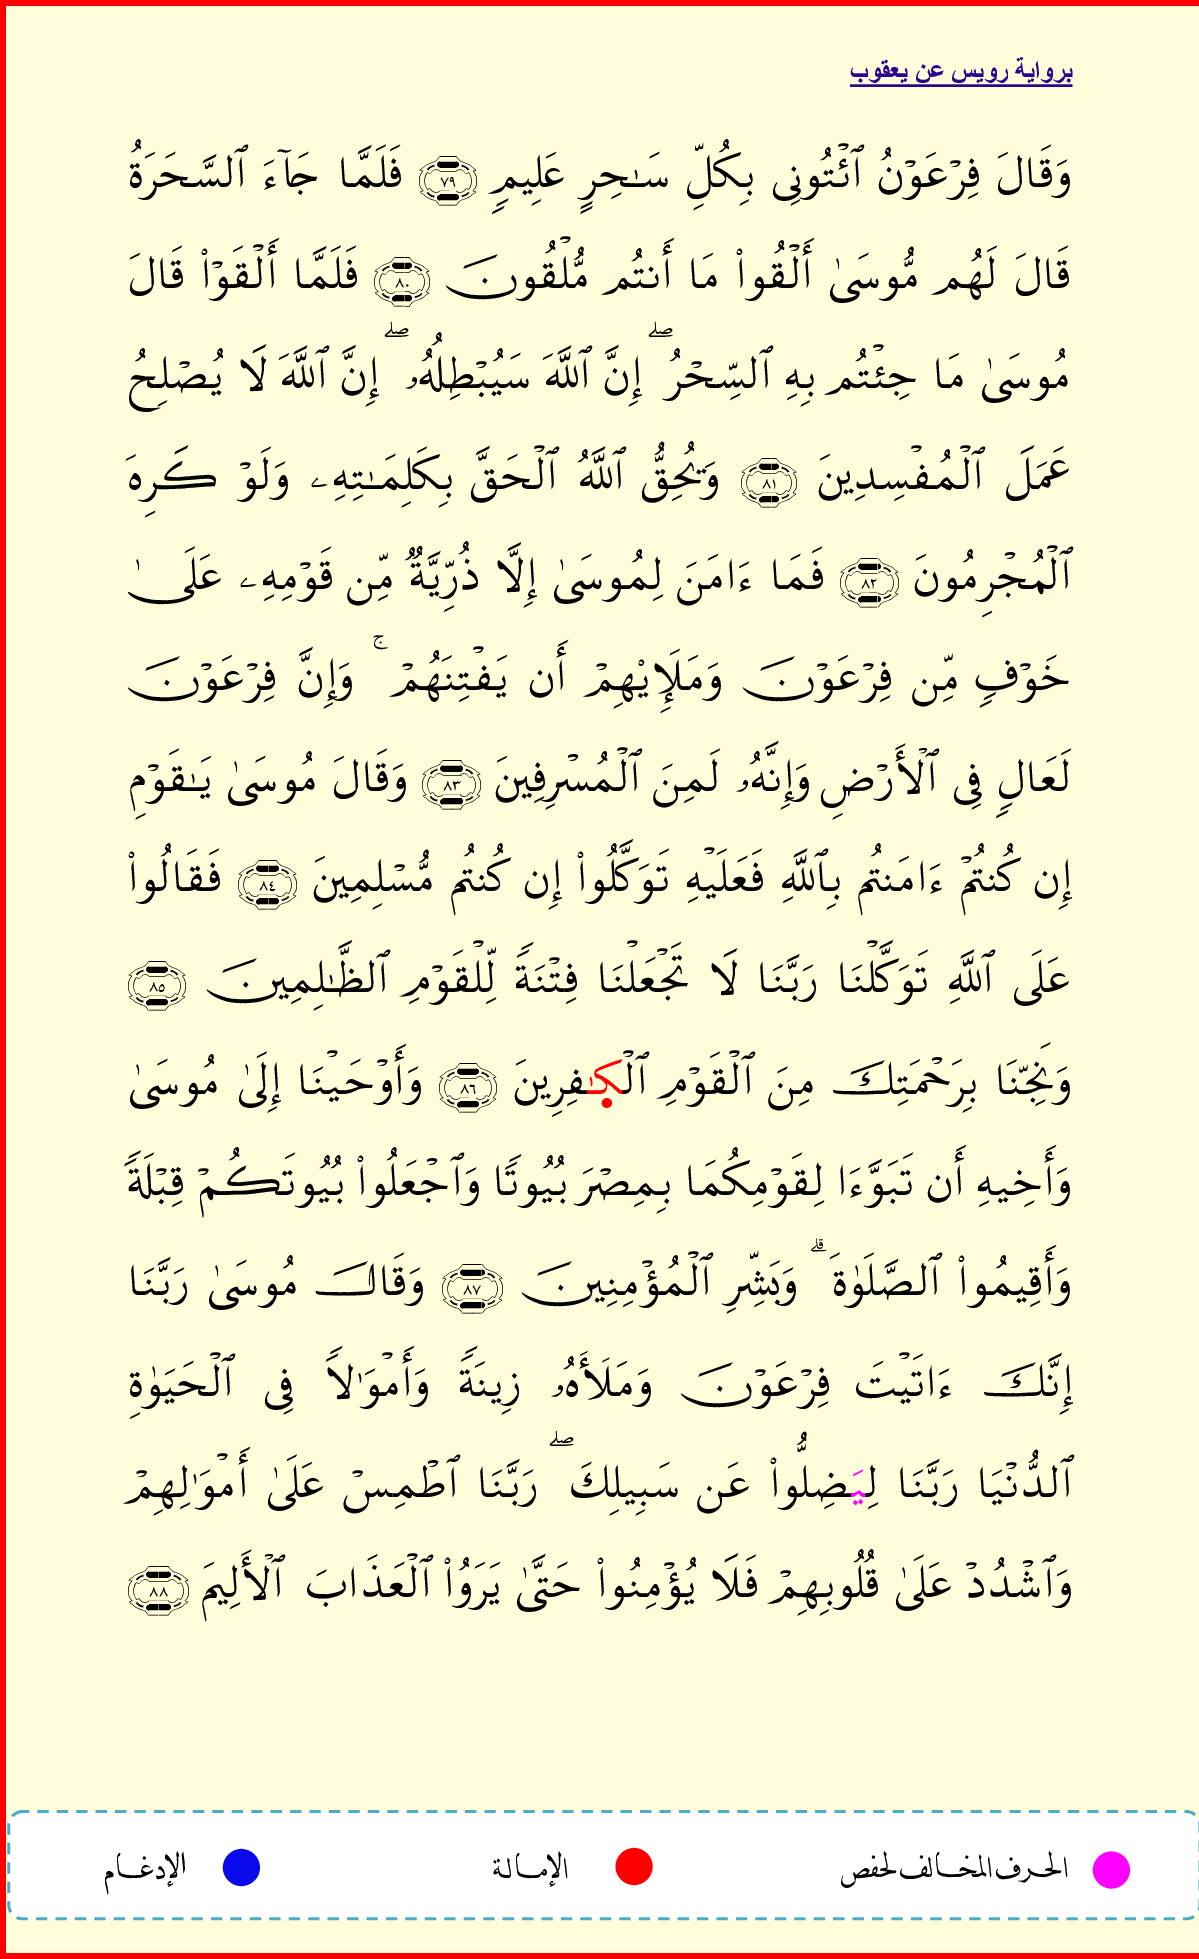 برواية رويس عن يعقوب
وَقَالَ فِرۡعَوۡنُ ٱئۡتُونِى بِكُلِّ سَـٰحِرٍ عَلِيمٍ ٧٩ فَلَمَّا جَآءَ ٱلسَّحَرَةُ
قَالَ لَهُم مُّوسَىٰ أَلۡقُوا۟ مَا أَنتُم مُّلۡقُونَ ٨٠ فَلَمَّا أَلۡقَوۡا۟ قَالَ
مُوسَىٰ مَا جِئۡتُم بِهِ ٱلسِّحۡرُ ۖ إِنَّ ٱللَّهَ سَيُبۡطِلُهُۥ ۖ إِنَّ ٱللَّهَ لَا يُصۡلِحُ
عَمَلَ ٱلۡمُفۡسِدِينَ ٨١ وَيُحِقُّ ٱللَّهُ ٱلۡحَقَّ بِكَلِمَـٰتِهِۦ وَلَوۡ كَرِهَ
ٱلۡمُجۡرِمُونَ ٨٢ فَمَا ءَامَنَ لِمُوسَىٰ إِلَّا ذُرِّيَّةٌ مِّن قَوۡمِهِۦ عَلَىٰ
خَوۡفٍ مِّن فِرۡعَوۡنَ وَمَلَإِي۟هِمۡ أَن يَفۡتِنَهُمۡ ۚ وَإِنَّ فِرۡعَوۡنَ
لَعَالٍ فِى ٱلۡأَرۡضِ وَإِنَّهُۥ لَمِنَ ٱلۡمُسۡرِفِينَ ٨٣ وَقَالَ مُوسَىٰ يَـٰقَوۡمِ
إِن كُنتُمۡ ءَامَنتُم بِٱللَّهِ فَعَلَيۡهِ تَوَكَّلُوا۟ إِن كُنتُم مُّسۡلِمِينَ ٨٤ فَقَالُوا۟
عَلَى ٱللَّهِ تَوَكَّلۡنَا رَبَّنَا لَا تَجۡعَلۡنَا فِتۡنَةً لِّلۡقَوۡمِ ٱلظَّـٰلِمِينَ ٨٥
وَنَجِّنَا بِرَحۡمَتِكَ مِنَ ٱلۡقَوۡمِ ٱلۡكَـٰفِرِينَ ٨٦ وَأَوۡحَيۡنَا إِلَىٰ مُوسَىٰ
وَأَخِيهِ أَن تَبَوَّءَا لِقَوۡمِكُمَا بِمِصۡرَ بُيُوتًا وَٱجۡعَلُوا۟ بُيُوتَكُمۡ قِبۡلَةً
وَأَقِيمُوا۟ ٱلصَّلَوٰةَ ۗ وَبَشِّرِ ٱلۡمُؤۡمِنِينَ ٨٧ وَقَالَ مُوسَىٰ رَبَّنَا
إِنَّكَ ءَاتَيۡتَ فِرۡعَوۡنَ وَمَلَأَهُۥ زِينَةً وَأَمۡوَٰلًا فِى ٱلۡحَيَوٰةِ
ٱلدُّنۡيَا رَبَّنَا لِيَضِلُّوا۟ عَن سَبِيلِكَ ۖ رَبَّنَا ٱطۡمِسۡ عَلَىٰ أَمۡوَٰلِهِمۡ
وَٱشۡدُدۡ عَلَىٰ قُلُوبِهِمۡ فَلَا يُؤۡمِنُوا۟ حَتَّىٰ يَرَوُا۟ ٱلۡعَذَابَ ٱلۡأَلِيمَ ٨٨
الحرف المخالف لحفص الإمالة الإدغام